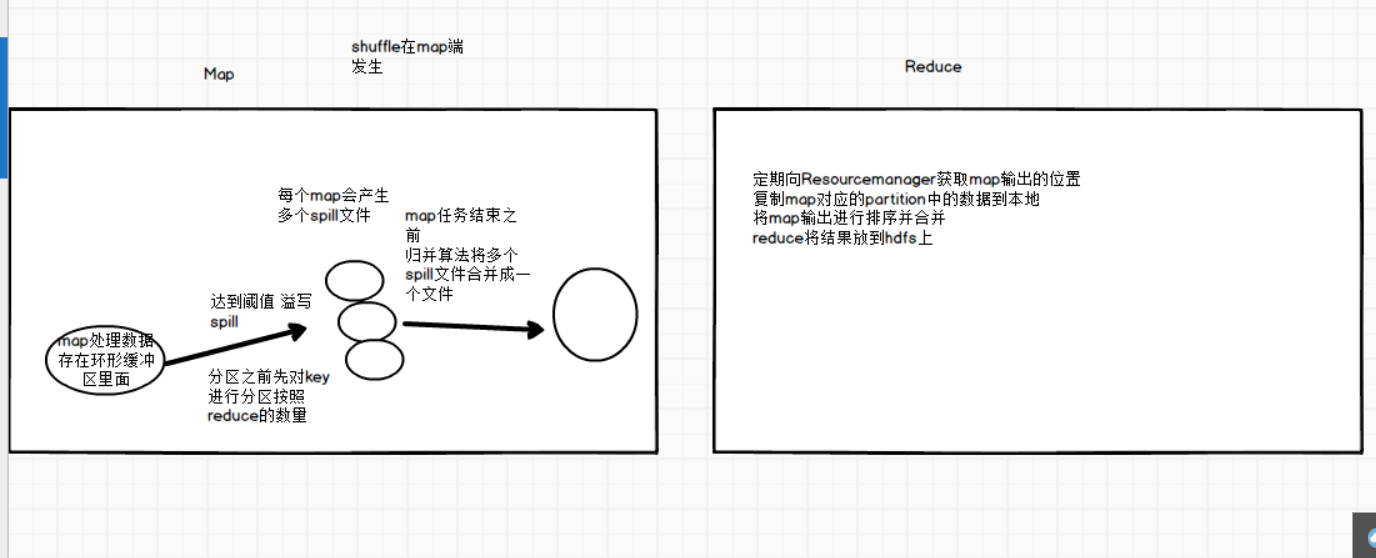 shuffle在map端
发生
Map
每个map会产生
多个spill文件
map任务结束之
前
归并算法将多个
spill文件合并成一
个文件
达到阈值 溢写
spill
map处理数据
存在环形缓冲
区里面
分区之前先对key
进行分区按照
reduce的数量
Reduce
定期向Resourcemanager获取map输出的位置
复制map对应的partition中的数据到本地
将map输出进行排序并合并
reduce将结果放到hdfs上